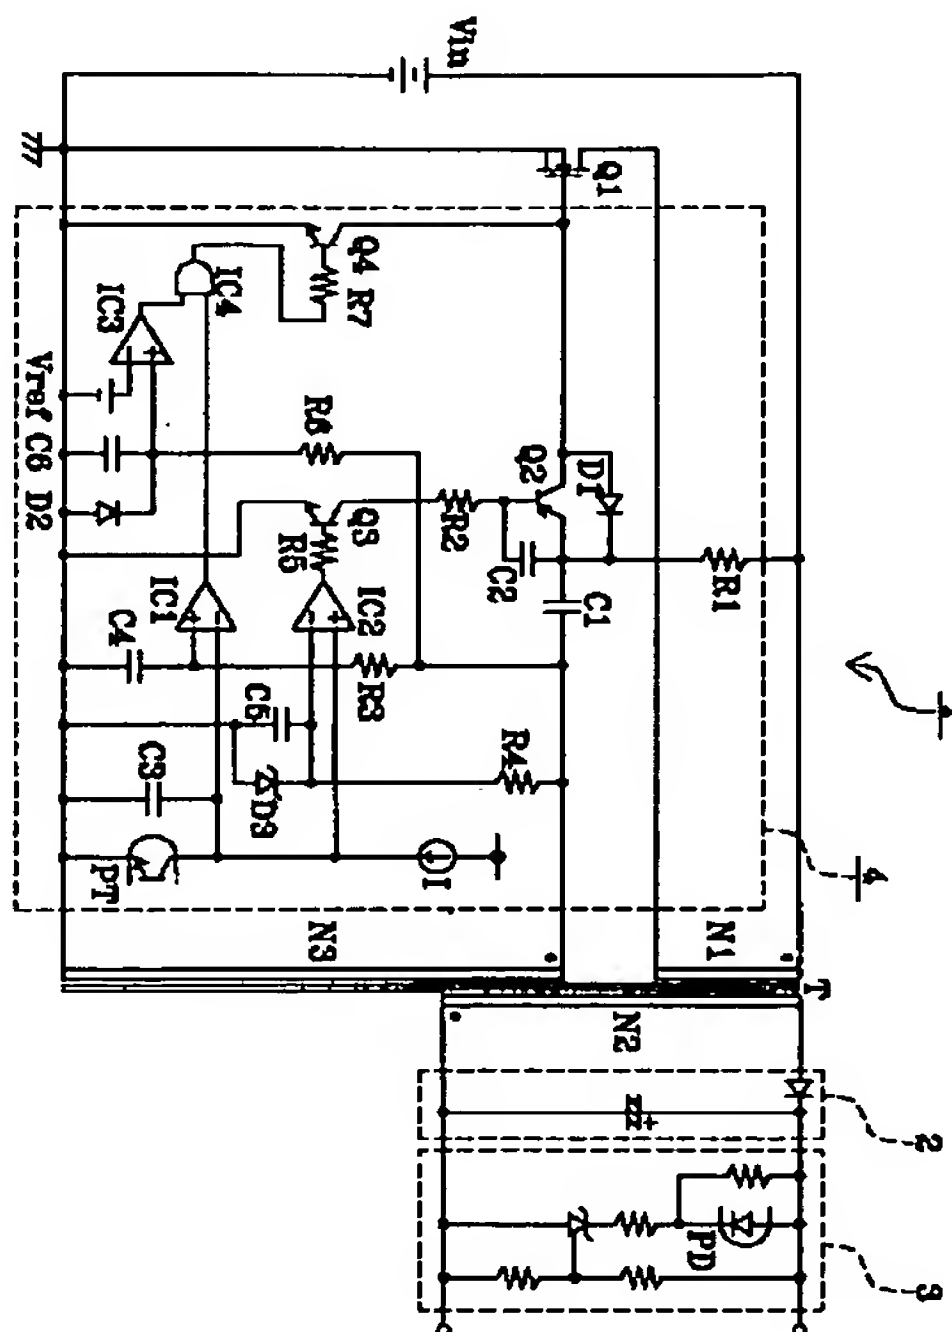 Vin
Q1
Q4
R7
IC4
IC3
Vref
C6
D2
R6
Q2
D1
Q3
R5
R2
C2
C1
R1
IC1
IC2
C4
R3
C5
R4
1
C3
D3
I
PT
4
N3
N1
T
N2
2
PD
3